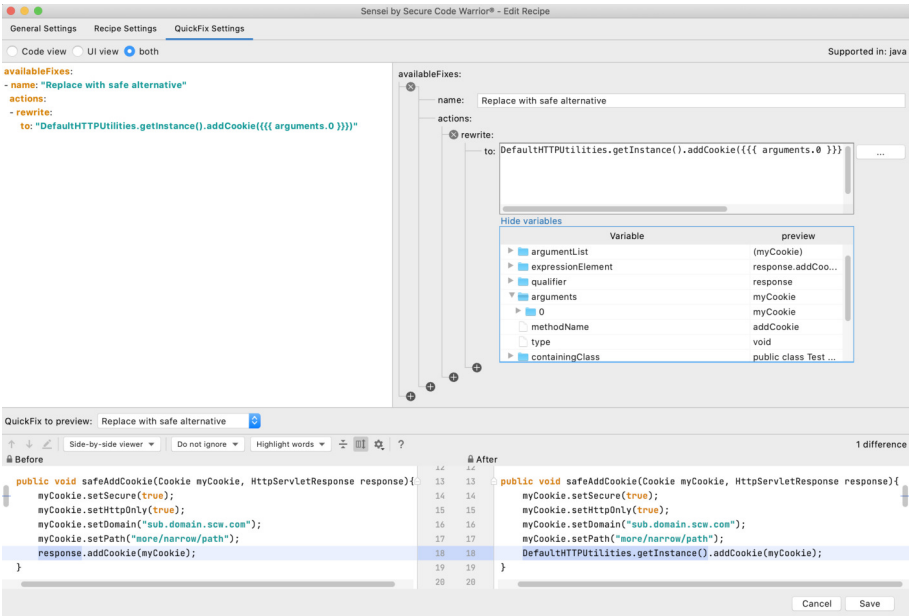 Sensei by Secure Code Warrior® - Edit Recipe
General Settings Recipe Settings QuickFix Settings
Code view UI view both Supported in: java
availableFixes:
- name: "Replace with safe alternative"
actions:
- rewrite:
to: "DefaultHTTPUtilities.getInstance().addCookie({{{ arguments.0 }}})"
availableFixes:
name: Replace with safe alternative
actions:
rewrite:
to: DefaultHTTPUtilities.getInstance().addCookie({{{ arguments.0 }}}
...
Hide variables
Variable preview
argumentList (myCookie)
expressionElement response.addCoo...
qualifier response
arguments myCookie
0 myCookie
methodName addCookie
type void
containingClass public class Test ...
QuickFix to preview: Replace with safe alternative
Side-by-side viewer Do not ignore Highlight words ? 1 difference
Before After
12 12
public void safeAddCookie(Cookie myCookie, HttpServletResponse response){ 13 13 public void safeAddCookie(Cookie myCookie, HttpServletResponse response){
myCookie.setSecure(true); 14 14 myCookie.setSecure(true);
myCookie.setHttpOnly(true); 15 15 myCookie.setHttpOnly(true);
myCookie.setDomain("sub.domain.scw.com"); 16 16 myCookie.setDomain("sub.domain.scw.com");
myCookie.setPath("more/narrow/path"); 17 17 myCookie.setPath("more/narrow/path");
response.addCookie(myCookie); 18 18 DefaultHTTPUtilities.getInstance().addCookie(myCookie);
} 19 19 }
20 20
Cancel Save